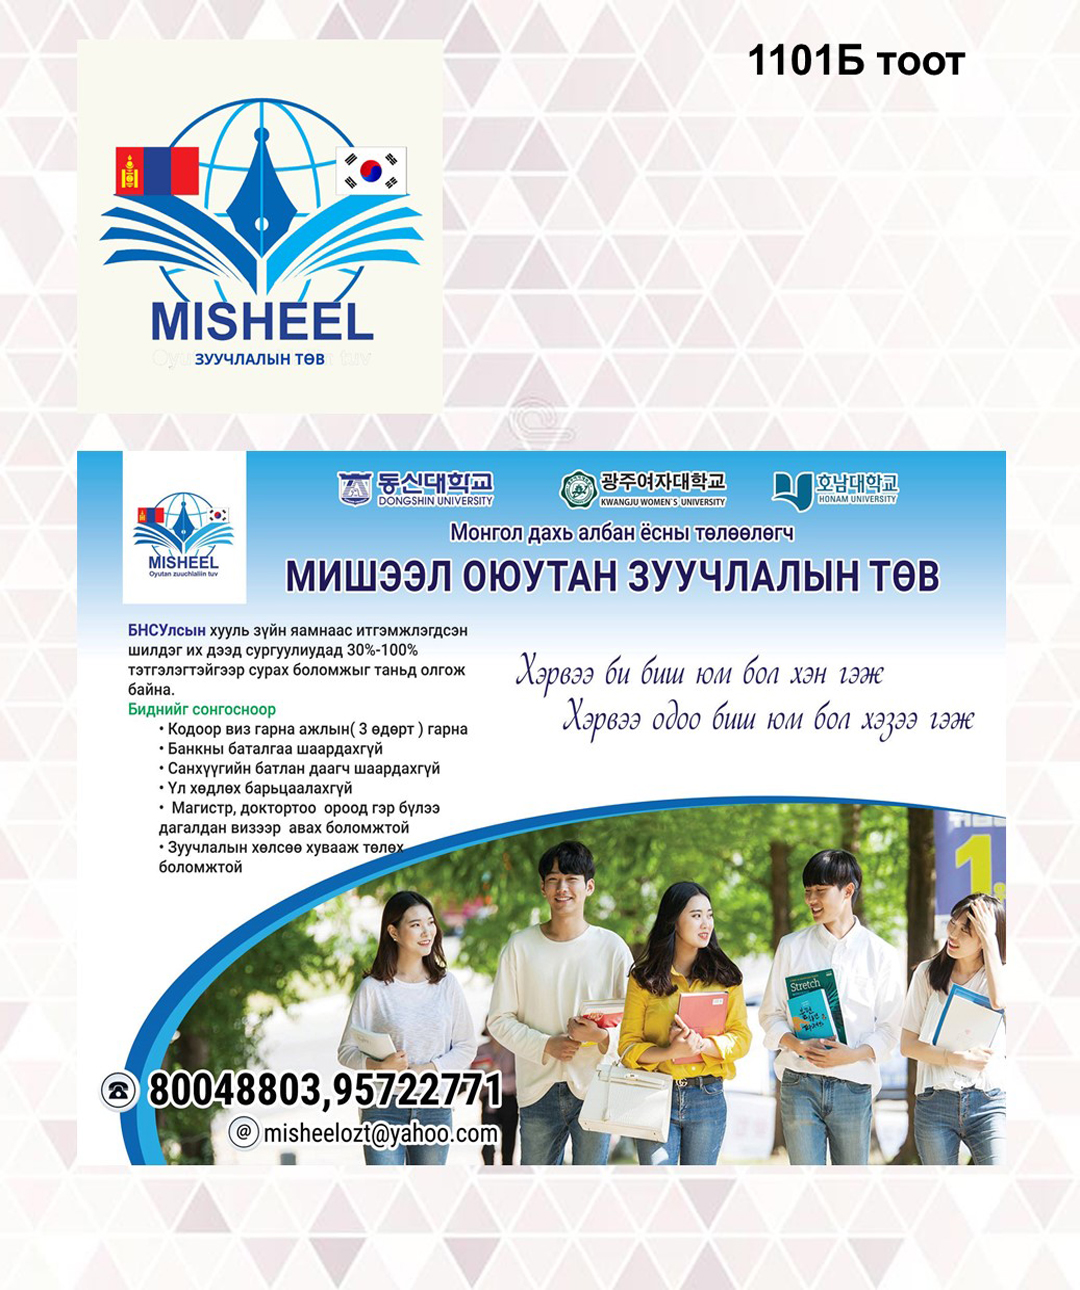 1101Б тоот
MISHEEL
ЗУУЧЛАЛЫН ТӨВ
동신대학교
DONGSHIN UNIVERSITY
광주여자대학교
KWANGJU WOMEN`S UNIVERSITY
호남대학교
HONAM UNIVERSITY
MISHEEL
Oyutan zuuchlaliin tuv
Монгол дахь албан ёсны төлөөлөгч
МИШЭЭЛ ОЮУТАН ЗУУЧЛАЛЫН ТӨВ
БНСУлсын хууль зүйн яамнаас итгэмжлэгдсэн
шилдэг их дээд сургуулиудад 30%-100%
тэтгэлэгтэйгээр сурах боломжыг таньд олгож
байна.
Биднийг сонгосноор
• Кодоор виз гарна ажлын( 3 өдөрт ) гарна
• Банкны баталгаа шаардахгүй
• Санхүүгийн батлан даагч шаардахгүй
• Үл хөдлөх барьцаалахгүй
• Магистр, доктортоо ороод гэр бүлээ
дагалдан визээр авах боломжтой
• Зуучлалын хөлсөө хувааж төлөх
боломжтой
Хэрвээ би биш юм бол хэн гэж
Хэрвээ одоо биш юм бол хэзээ гэж
1.
Stretch
80048803,95722771
@ misheelozt@yahoo.com